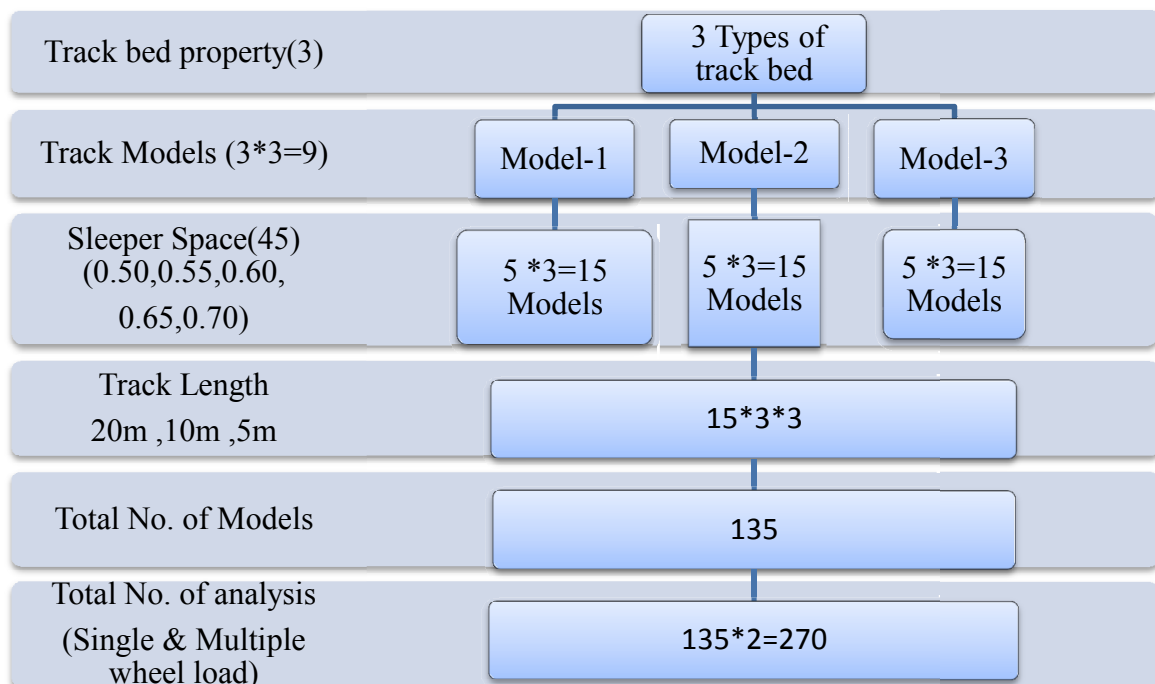 Track bed property(3)
3 Types of
track bed
Track Models (3*3=9)
Model-1
Model-2
Model-3
Sleeper Space(45)
(0.50,0.55,0.60,
0.65,0.70)
5 *3=15
Models
5 *3=15
Models
5 *3=15
Models
Track Length
20m ,10m ,5m
15*3*3
Total No. of Models
135
Total No. of analysis
(Single & Multiple
wheel load)
135*2=270